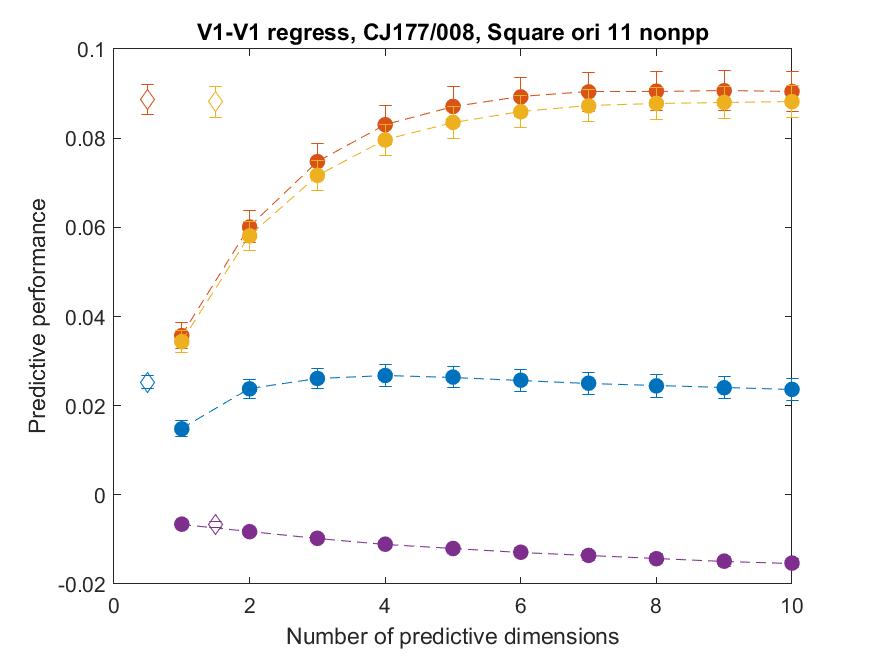 V1-V1 regress, CJ177/008, Square ori 11 nonpp
0.1
0.08
0.06
0.04
0.02
0
-0.02
Predictive performance
0 2 4 6 8 10
Number of predictive dimensions